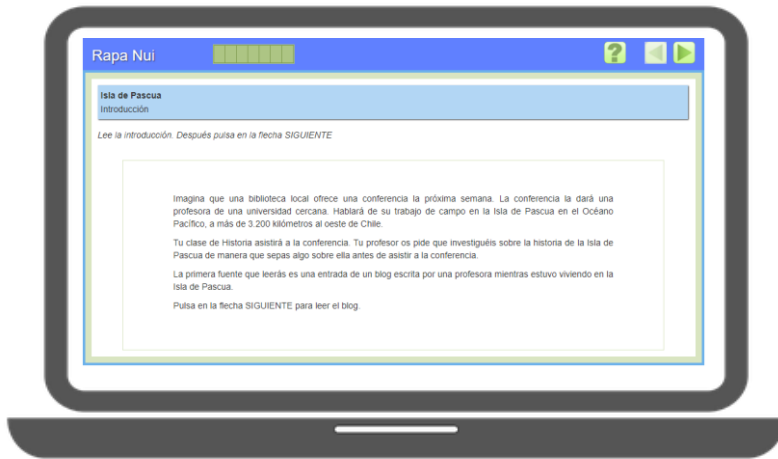 Rapa Nui
?
Isla de Pascua
Introducción
Lee la introducción. Después pulsa en la flecha SIGUIENTE
Imagina que una biblioteca local ofrece una conferencia la próxima semana. La conferencia la dará una
profesora de una universidad cercana. Hablará de su trabajo de campo en la Isla de Pascua en el Océano
Pacífico, a más de 3.200 kilómetros al oeste de Chile.
Tu clase de Historia asistirá a la conferencia. Tu profesor os pide que investiguéis sobre la historia de la Isla de
Pascua de manera que sepas algo sobre ella antes de asistir a la conferencia.
La primera fuente que leerás es una entrada de un blog escrita por una profesora mientras estuvo viviendo en la
Isla de Pascua.
Pulsa en la flecha SIGUIENTE para leer el blog.